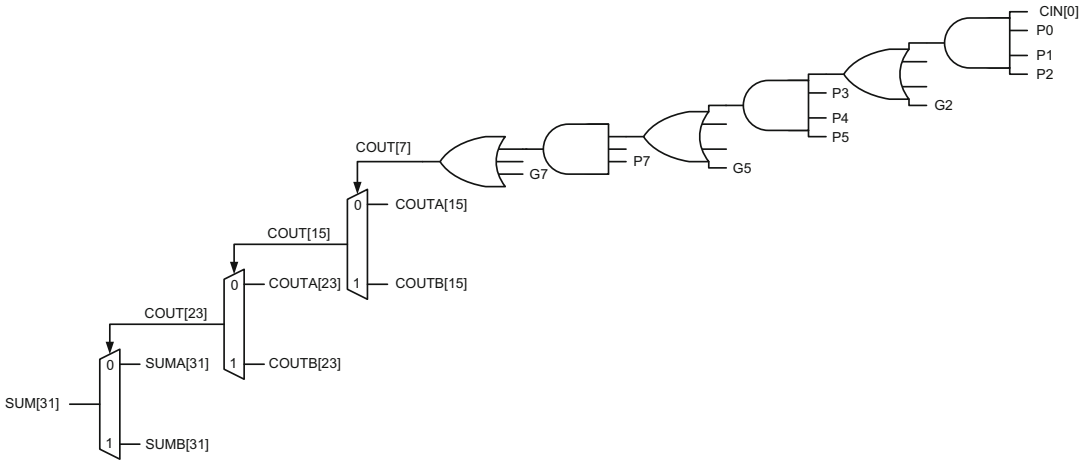 CIN[0]
P0
P1
P2
P3
P4
P5
G2
COUT[7]
P7
G5
G7
0
COUTA[15]
COUT[15]
1
COUTB[15]
0
COUTA[23]
COUT[23]
1
COUTB[23]
0
SUMA[31]
SUM[31]
1
SUMB[31]